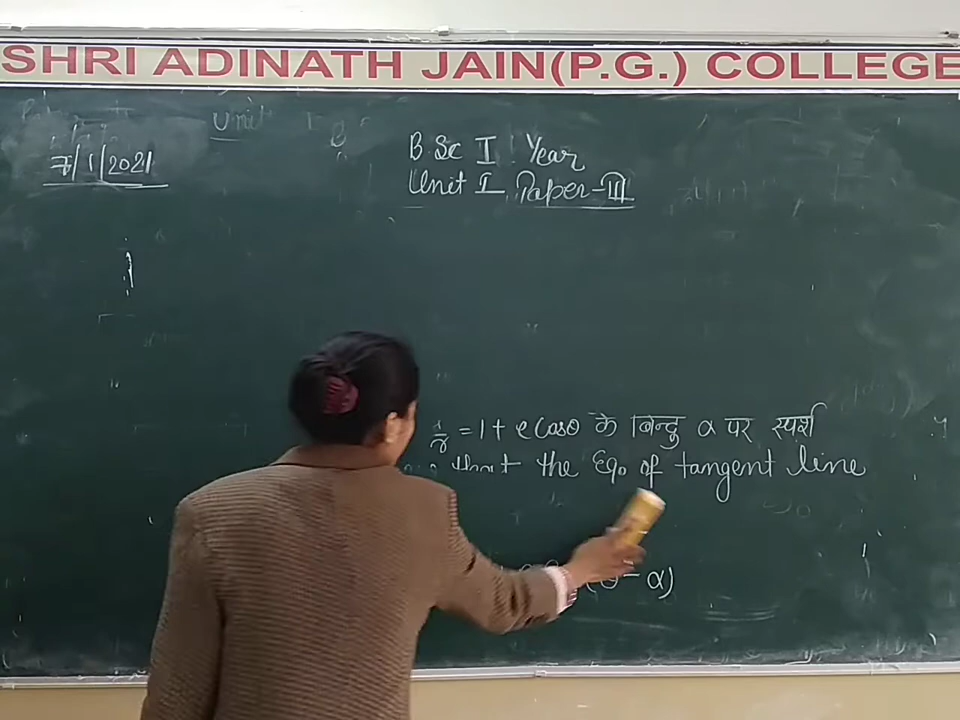 SHRI ADINATH JAIN(P.G.) COLLEGE
Unit
7/1/2021
B.Sc I Year
Unit I Paper-III
= 1 + e Cosθ के बिन्दु α पर स्पर्श
that the Eqn of tangent line
(θ - α)